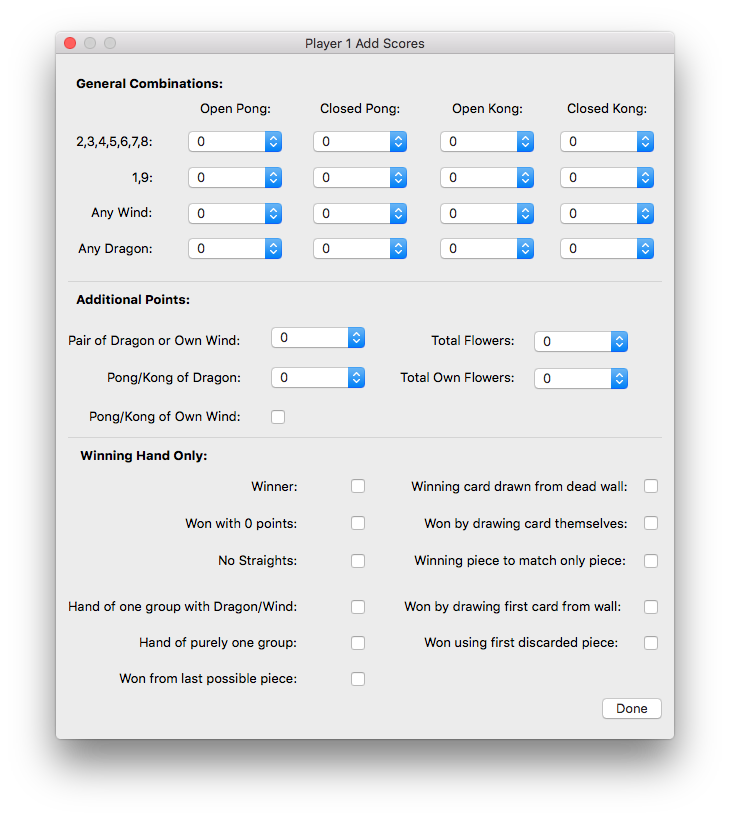 Player 1 Add Scores
General Combinations:
Open Pong: Closed Pong: Open Kong: Closed Kong:
2,3,4,5,6,7,8: 0 0 0 0
1,9: 0 0 0 0
Any Wind: 0 0 0 0
Any Dragon: 0 0 0 0
Additional Points:
Pair of Dragon or Own Wind: 0 Total Flowers: 0
Pong/Kong of Dragon: 0 Total Own Flowers: 0
Pong/Kong of Own Wind:
Winning Hand Only:
Winner: Winning card drawn from dead wall:
Won with 0 points: Won by drawing card themselves:
No Straights: Winning piece to match only piece:
Hand of one group with Dragon/Wind: Won by drawing first card from wall:
Hand of purely one group: Won using first discarded piece:
Won from last possible piece:
Done